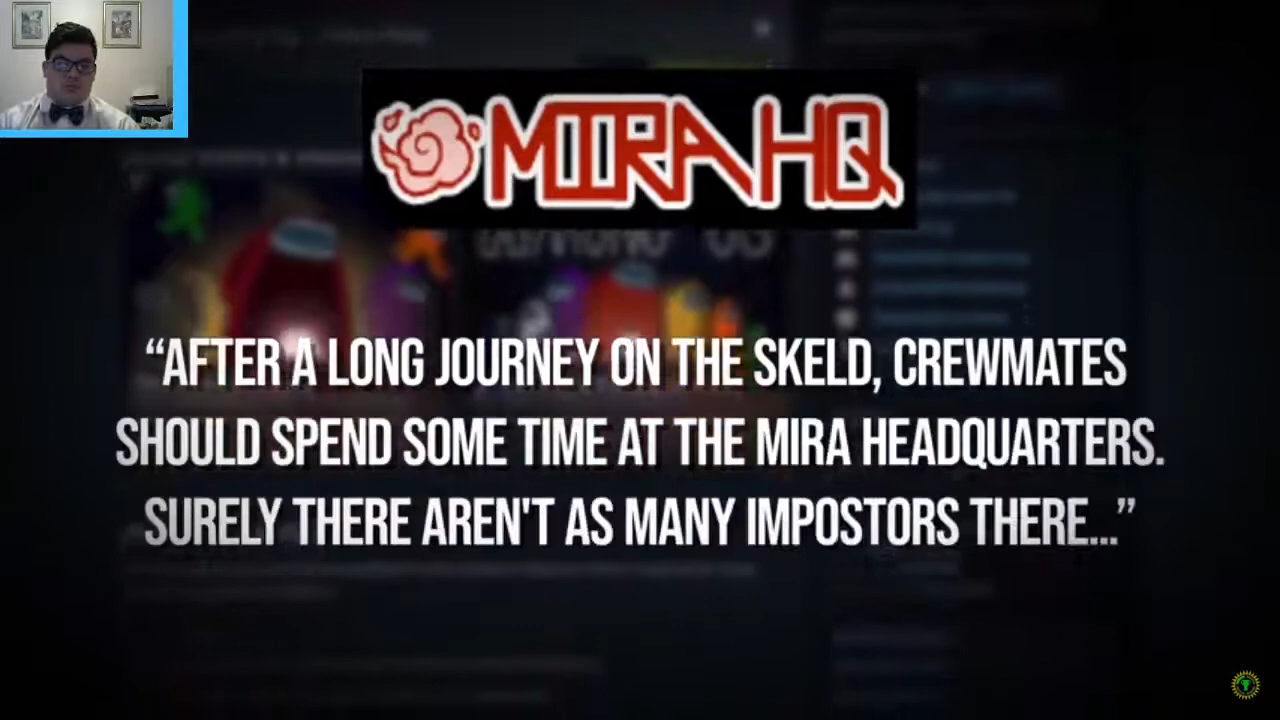 MIRA HQ
“AFTER A LONG JOURNEY ON THE SKELD, CREWMATES
SHOULD SPEND SOME TIME AT THE MIRA HEADQUARTERS.
SURELY THERE AREN'T AS MANY IMPOSTORS THERE...”